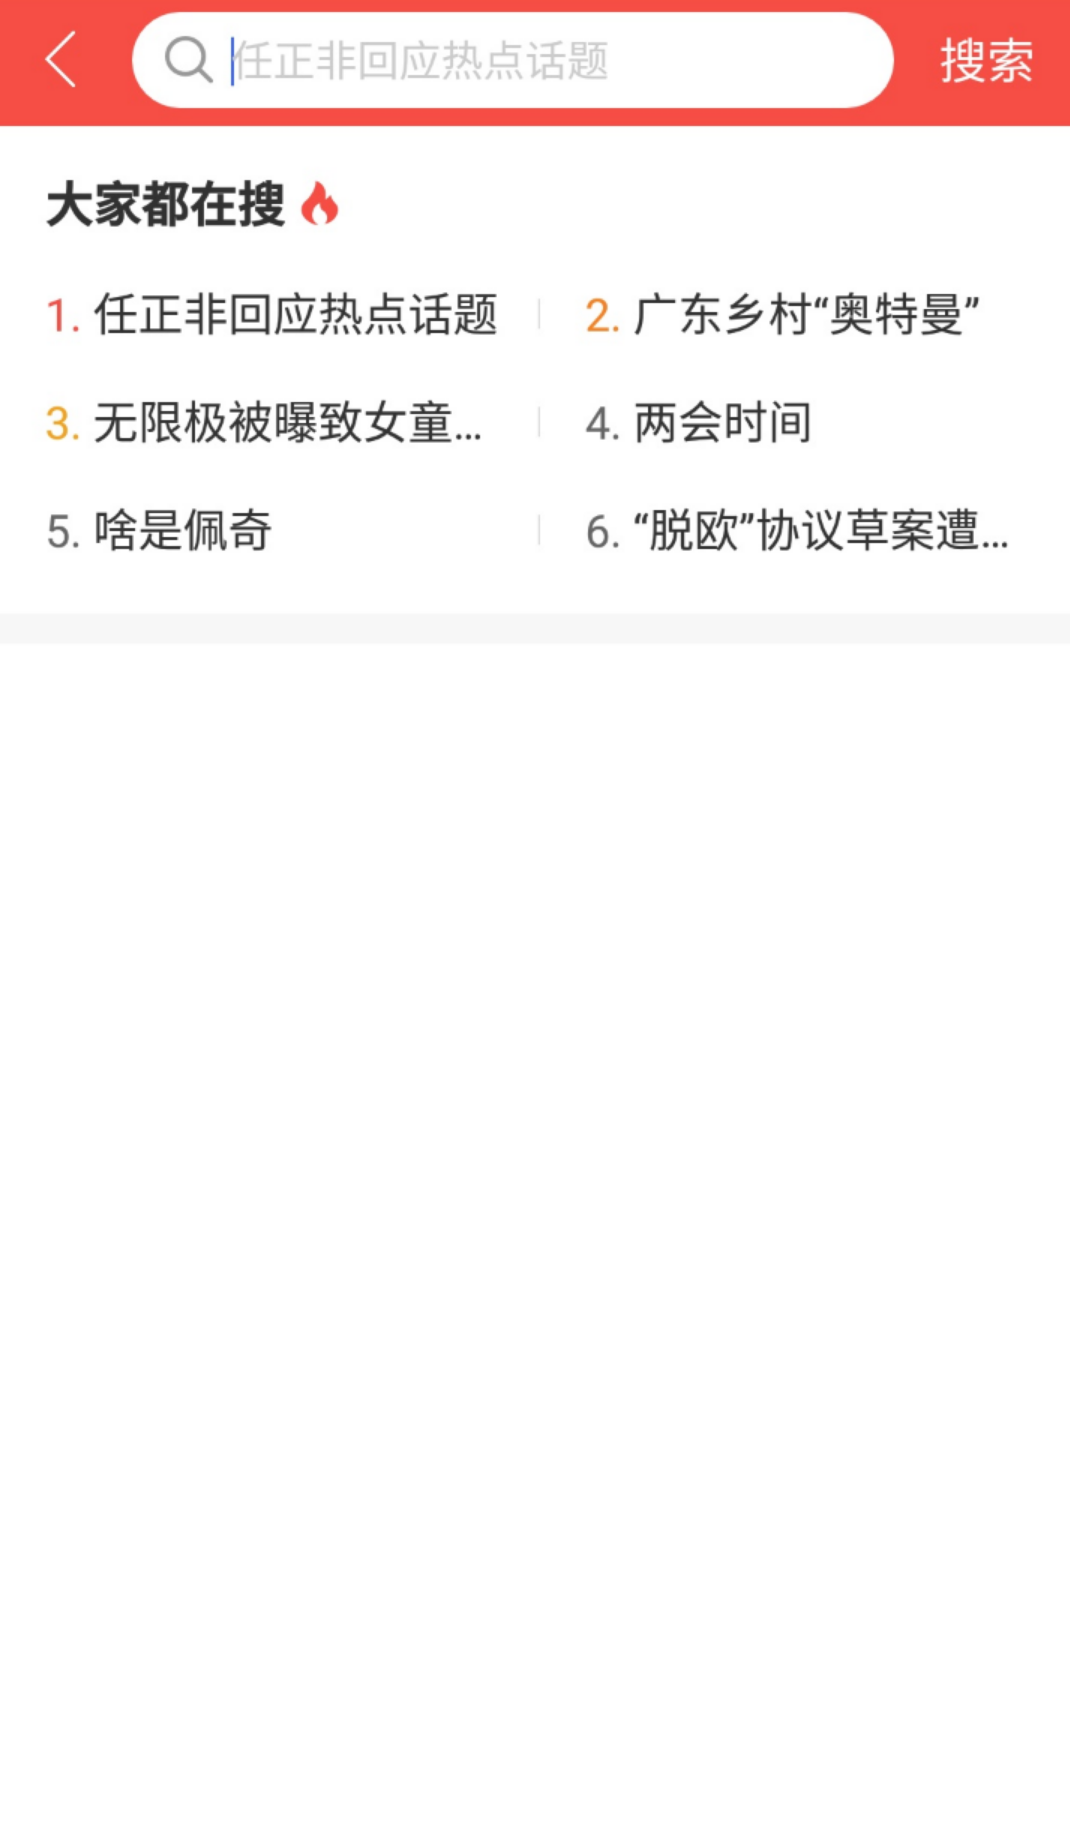 任正非回应热点话题
搜索
大家都在搜
1. 任正非回应热点话题
2. 广东乡村“奥特曼”
3. 无限极被曝致女童...
4. 两会时间
5. 啥是佩奇
6. “脱欧”协议草案遭...